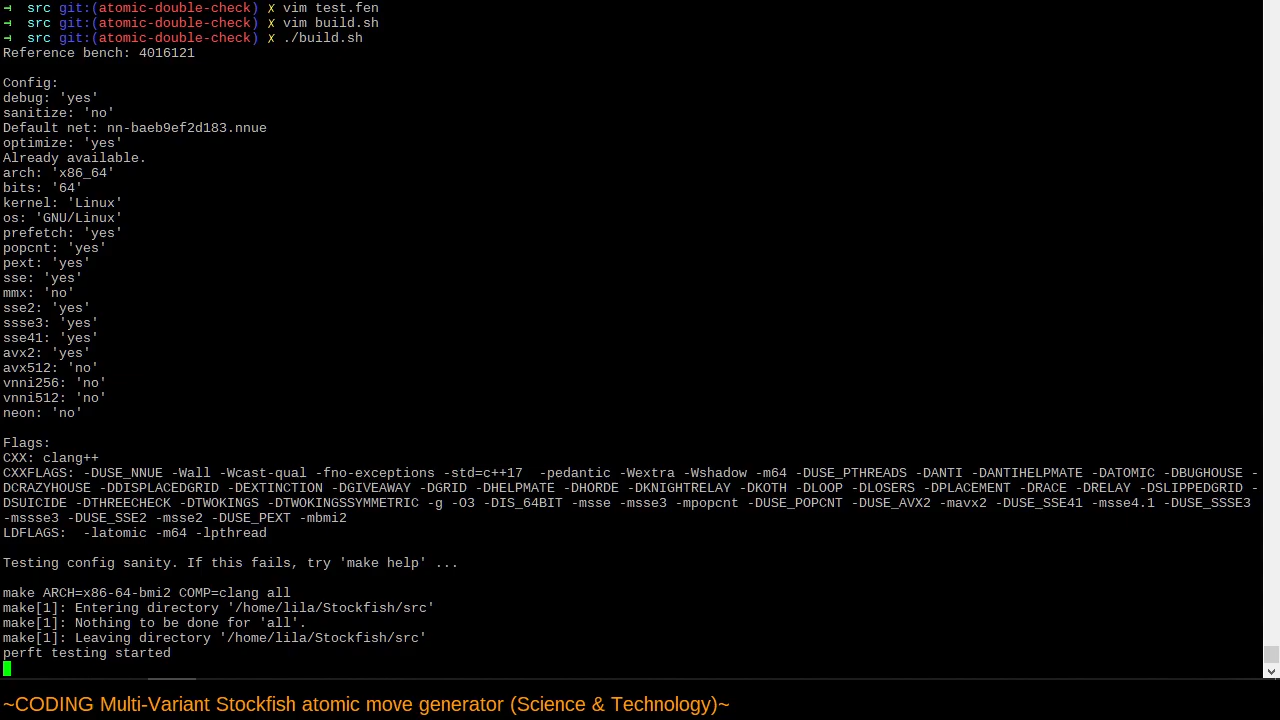 → src git:(atomic-double-check) ✗ vim test.fen
→ src git:(atomic-double-check) ✗ vim build.sh
→ src git:(atomic-double-check) ✗ ./build.sh
Reference bench: 4016121
Config:
debug: 'yes'
sanitize: 'no'
Default net: nn-baeb9ef2d183.nnue
optimize: 'yes'
Already available.
arch: 'x86_64'
bits: '64'
kernel: 'Linux'
os: 'GNU/Linux'
prefetch: 'yes'
popcnt: 'yes'
pext: 'yes'
sse: 'yes'
mmx: 'no'
sse2: 'yes'
ssse3: 'yes'
sse41: 'yes'
avx2: 'yes'
avx512: 'no'
vnni256: 'no'
vnni512: 'no'
neon: 'no'
Flags:
CXX: clang++
CXXFLAGS: -DUSE_NNUE -Wall -Wcast-qual -fno-exceptions -std=c++17  -pedantic -Wextra -Wshadow -m64 -DUSE_PTHREADS -DANTI -DANTIHELPMATE -DATOMIC -DBUGHOUSE -
DCRAZYHOUSE -DDISPLACEDGRID -DEXTINCTION -DGIVEAWAY -DGRID -DHELPMATE -DHORDE -DKNIGHTRELAY -DKOTH -DLOOP -DLOSERS -DPLACEMENT -DRACE -DRELAY -DSLIPPEDGRID -
DSUICIDE -DTHREECHECK -DTWOKINGS -DTWOKINGSSYMMETRIC -g -O3 -DIS_64BIT -msse -msse3 -mpopcnt -DUSE_POPCNT -DUSE_AVX2 -mavx2 -DUSE_SSE41 -msse4.1 -DUSE_SSSE3
-mssse3 -DUSE_SSE2 -msse2 -DUSE_PEXT -mbmi2
LDFLAGS:  -latomic -m64 -lpthread
Testing config sanity. If this fails, try 'make help' ...
make ARCH=x86-64-bmi2 COMP=clang all
make[1]: Entering directory '/home/lila/Stockfish/src'
make[1]: Nothing to be done for 'all'.
make[1]: Leaving directory '/home/lila/Stockfish/src'
perft testing started
~CODING Multi-Variant Stockfish atomic move generator (Science & Technology)~